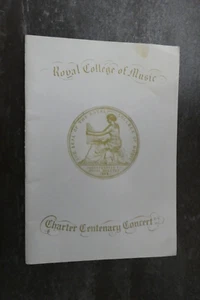 Royal College of Music
Charter Centenary Concert